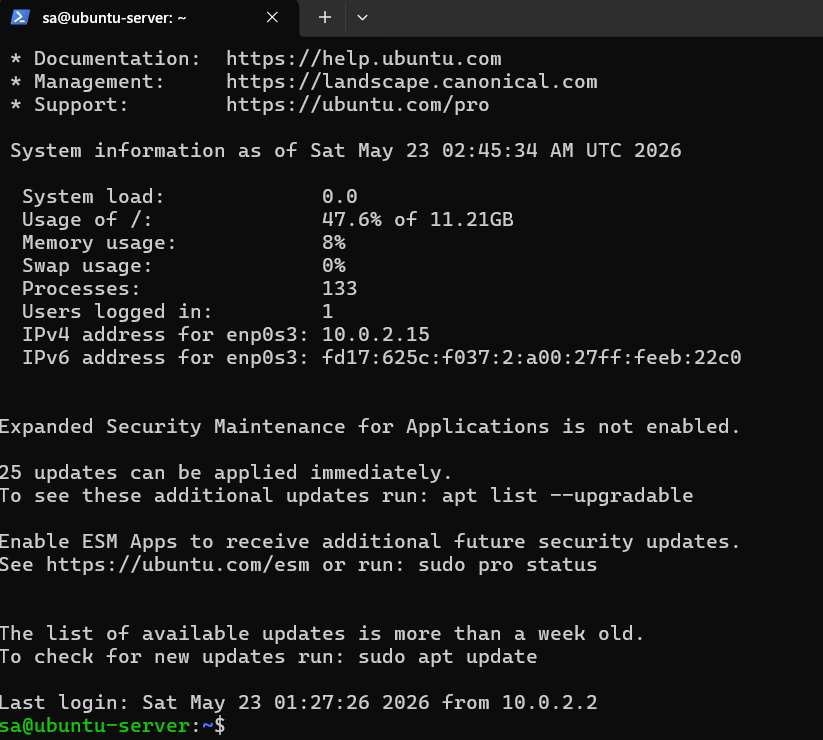 sa@ubuntu-server: ~
* Documentation:  https://help.ubuntu.com
* Management:     https://landscape.canonical.com
* Support:        https://ubuntu.com/pro
System information as of Sat May 23 02:45:34 AM UTC 2026
System load:             0.0
Usage of /:              47.6% of 11.21GB
Memory usage:            8%
Swap usage:              0%
Processes:               133
Users logged in:         1
IPv4 address for enp0s3: 10.0.2.15
IPv6 address for enp0s3: fd17:625c:f037:2:a00:27ff:feeb:22c0
Expanded Security Maintenance for Applications is not enabled.
25 updates can be applied immediately.
To see these additional updates run: apt list --upgradable
Enable ESM Apps to receive additional future security updates.
See https://ubuntu.com/esm or run: sudo pro status
The list of available updates is more than a week old.
To check for new updates run: sudo apt update
Last login: Sat May 23 01:27:26 2026 from 10.0.2.2
sa@ubuntu-server:~$